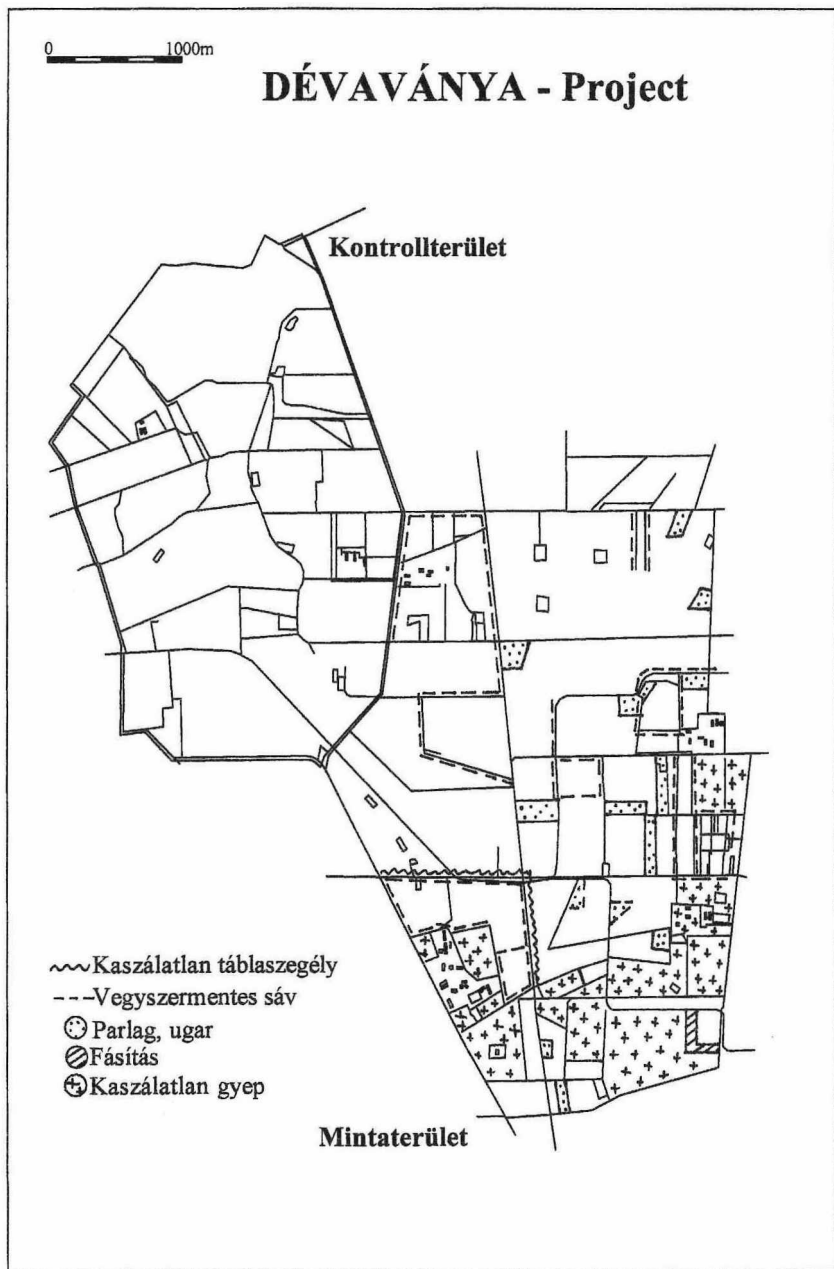 0 1000m
DÉVAVÁNYA - Project
Kontrollterület
Kaszálatlan táblaszegély
Vegyszermentes sáv
Parlag, ugar
Fásítás
Kaszálatlan gyep
Mintaterület